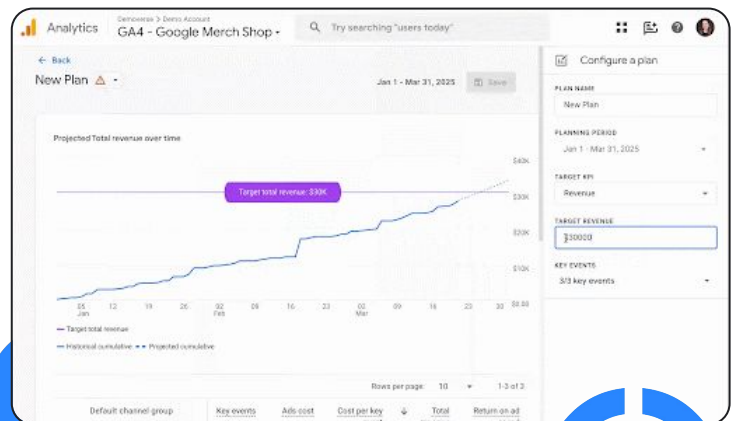 Analytics
Demoverse > Demo Account
GA4 - Google Merch Shop
Try searching "users today"
Back
New Plan
Jan 1 - Mar 31, 2025
Save
Projected Total revenue over time
$40K
Target total revenue: $30K
$30K
$20K
$10K
$0.00
05 12 19 26 02 09 16 23 02 09 16 23 30
Jan Feb Mar
Target total revenue
Historical cumulative Projected cumulative
Rows per page: 10 1-3 of 3
Default channel group Key events Ads cost Cost per key Total Return on ad
Configure a plan
PLAN NAME
New Plan
PLANNING PERIOD
Jan 1 - Mar 31, 2025
TARGET KPI
Revenue
TARGET REVENUE
$30000
KEY EVENTS
3/3 key events